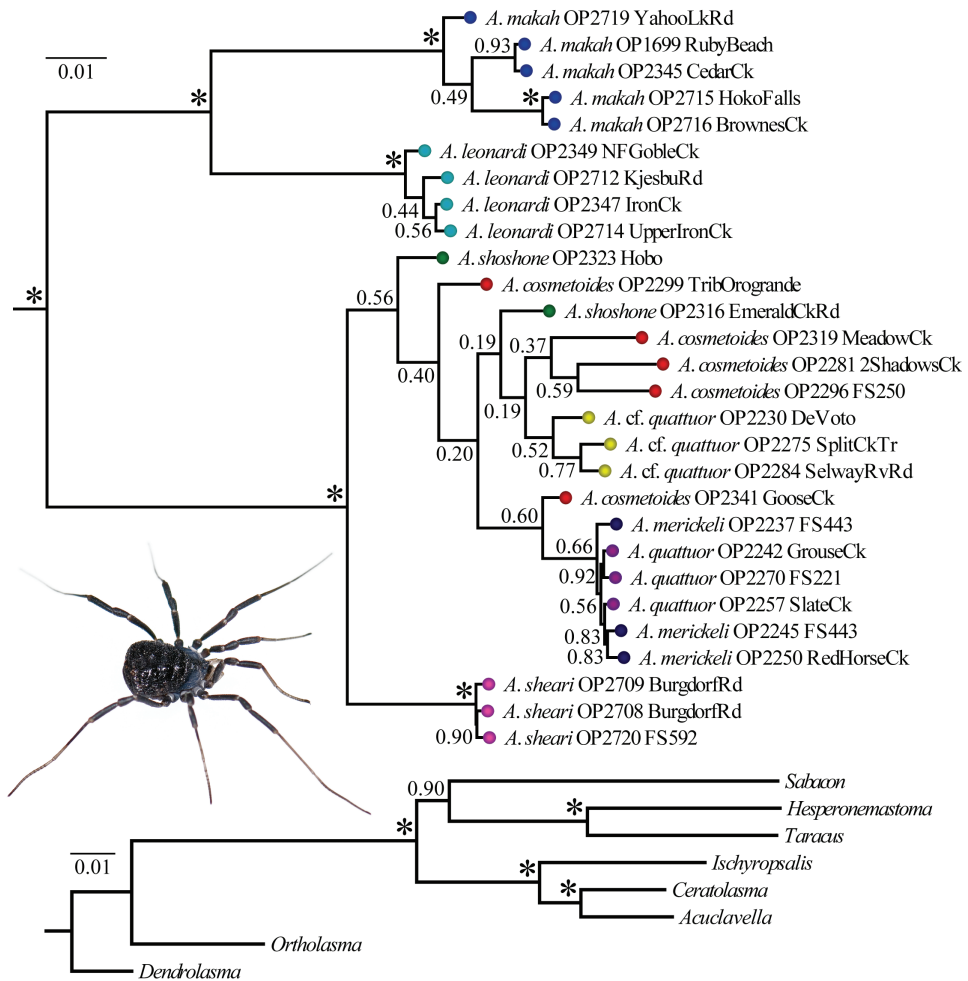 A. makah OP2719 YahooLkRd
*
0.93
A. makah OP1699 RubyBeach
0.01
A. makah OP2345 CedarCk
*
0.49
*
A. makah OP2715 HokoFalls
A. makah OP2716 BrownesCk
*
A. leonardi OP2349 NFGobleCk
A. leonardi OP2712 KjesbuRd
0.44
A. leonardi OP2347 IronCk
0.56
A. leonardi OP2714 UpperIronCk
A. shoshone OP2323 Hobo
*
0.56
A. cosmetoides OP2299 TribOrogrande
A. shoshone OP2316 EmeraldCkRd
0.19
0.37
A. cosmetoides OP2319 MeadowCk
A. cosmetoides OP2281 2ShadowsCk
0.40
0.59
A. cosmetoides OP2296 FS250
0.19
A. cf. quattuor OP2230 DeVoto
0.52
A. cf. quattuor OP2275 SplitCkTr
0.20
0.77
A. cf. quattuor OP2284 SelwayRvRd
*
A. cosmetoides OP2341 GooseCk
0.60
A. merickeli OP2237 FS443
0.66
A. quattuor OP2242 GrouseCk
0.92
A. quattuor OP2270 FS221
0.56
A. quattuor OP2257 SlateCk
0.83
A. merickeli OP2245 FS443
0.83
A. merickeli OP2250 RedHorseCk
*
A. sheari OP2709 BurgdorfRd
A. sheari OP2708 BurgdorfRd
0.90
A. sheari OP2720 FS592
0.90
Sabacon
*
Hesperonemastoma
*
Taracus
0.01
*
Ischyropsalis
*
Ceratolasma
Acuclavella
Ortholasma
Dendrolasma